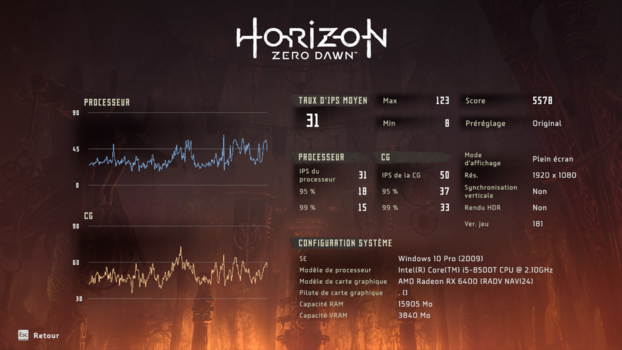 HORIZON
ZERO DAWN™
PROCESSEUR
90
45
0
CG
90
60
30
TAUX D'IPS MOYEN
31
Max 123
Min 8
Score 5578
Préréglage Original
PROCESSEUR
IPS du processeur 31
95 % 18
99 % 15
CG
IPS de la CG 50
95 % 37
99 % 33
Mode d'affichage Plein écran
Rés. 1920 x 1080
Synchronisation verticale Non
Rendu HDR Non
Ver. jeu 181
CONFIGURATION SYSTÈME
SE Windows 10 Pro (2009)
Modèle de processeur Intel(R) Core(TM) i5-8500T CPU @ 2.10GHz
Modèle de carte graphique AMD Radeon RX 6400 (RADV NAVI24)
Pilote de carte graphique , ()
Capacité RAM 15905 Mo
Capacité VRAM 3840 Mo
Esc Retour